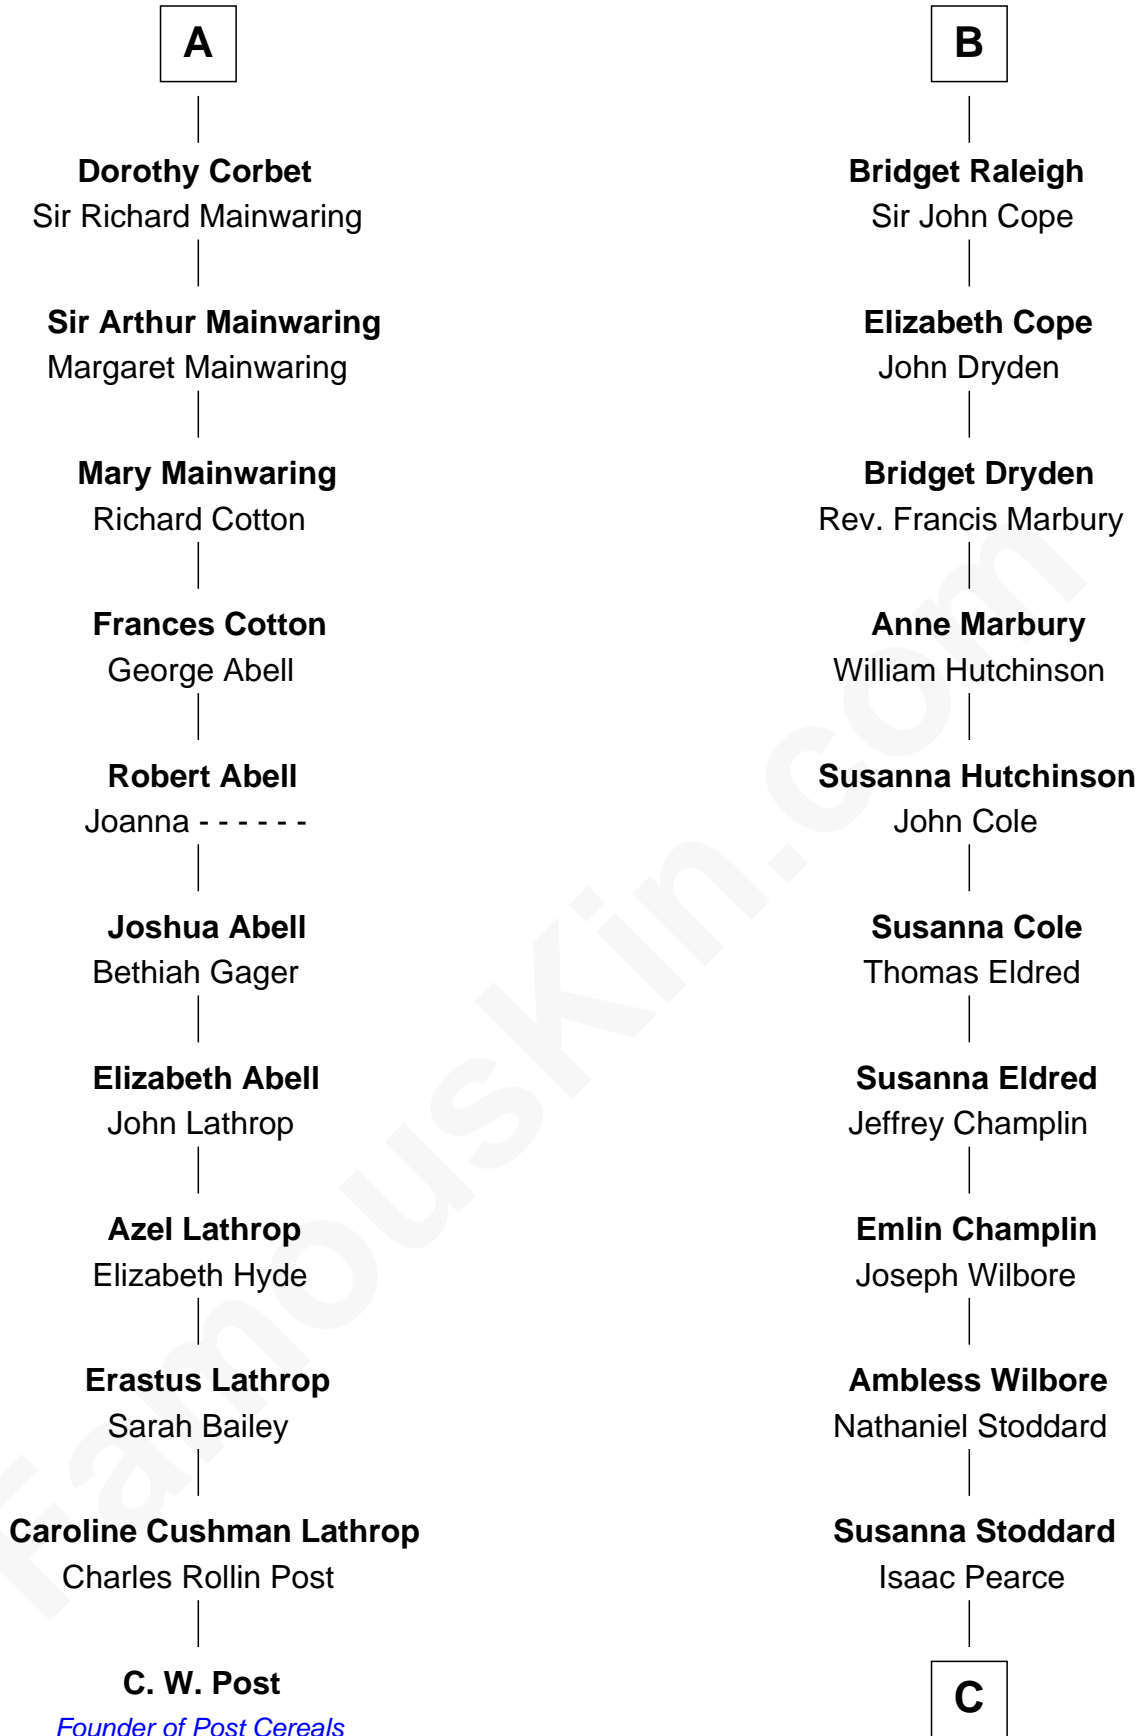 A
Dorothy Corbet
Sir Richard Mainwaring
Sir Arthur Mainwaring
Margaret Mainwaring
Mary Mainwaring
Richard Cotton
Frances Cotton
George Abell
Robert Abell
Joanna - - - - - -
Joshua Abell
Bethiah Gager
Elizabeth Abell
John Lathrop
Azel Lathrop
Elizabeth Hyde
Erastus Lathrop
Sarah Bailey
Caroline Cushman Lathrop
Charles Rollin Post
C. W. Post
Founder of Post Cereals
B
Bridget Raleigh
Sir John Cope
Elizabeth Cope
John Dryden
Bridget Dryden
Rev. Francis Marbury
Anne Marbury
William Hutchinson
Susanna Hutchinson
John Cole
Susanna Cole
Thomas Eldred
Susanna Eldred
Jeffrey Champlin
Emlin Champlin
Joseph Wilbore
Ambless Wilbore
Nathaniel Stoddard
Susanna Stoddard
Isaac Pearce
C
FamousKin.com